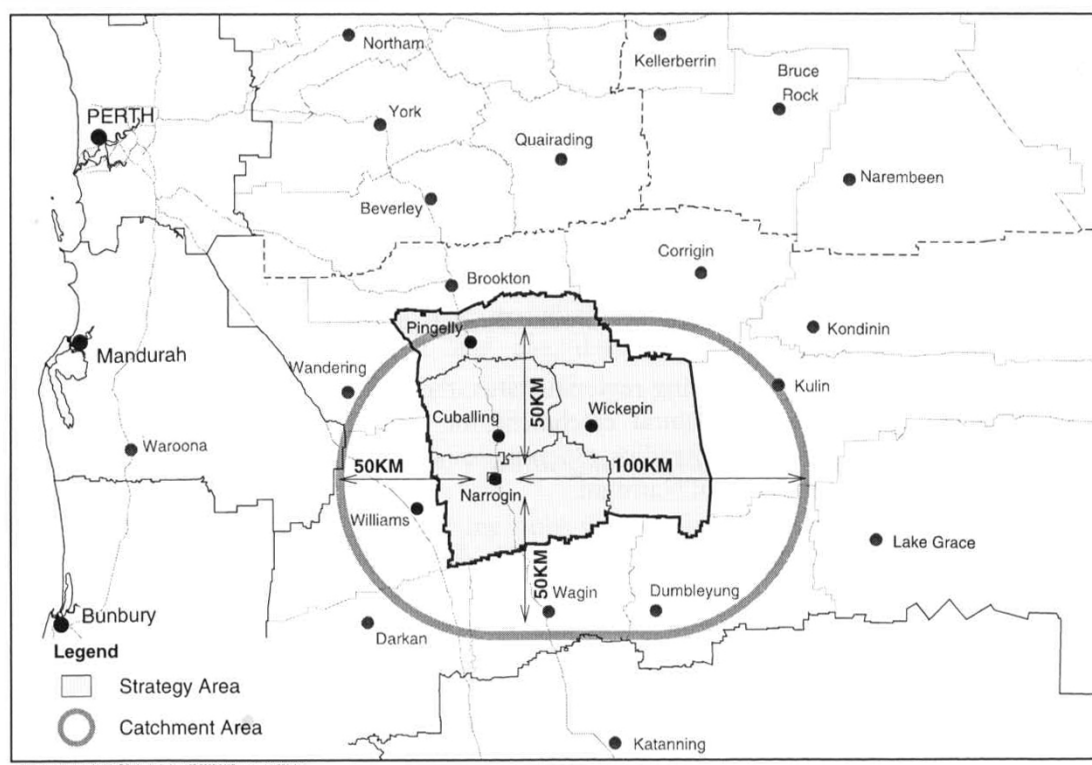 Northam
Kellerberrin
Bruce
Rock
PERTH
York
Quairading
Narembeen
Beverley
Corrigin
Brookton
Kondinin
Pingelly
Mandurah
Wandering
Kulin
50KM
Cuballing
Wickepin
Waroona
50KM
100KM
Narrogin
Williams
Lake Grace
50KM
Wagin
Dumbleyung
Bunbury
Darkan
Legend
Strategy Area
Catchment Area
Katanning